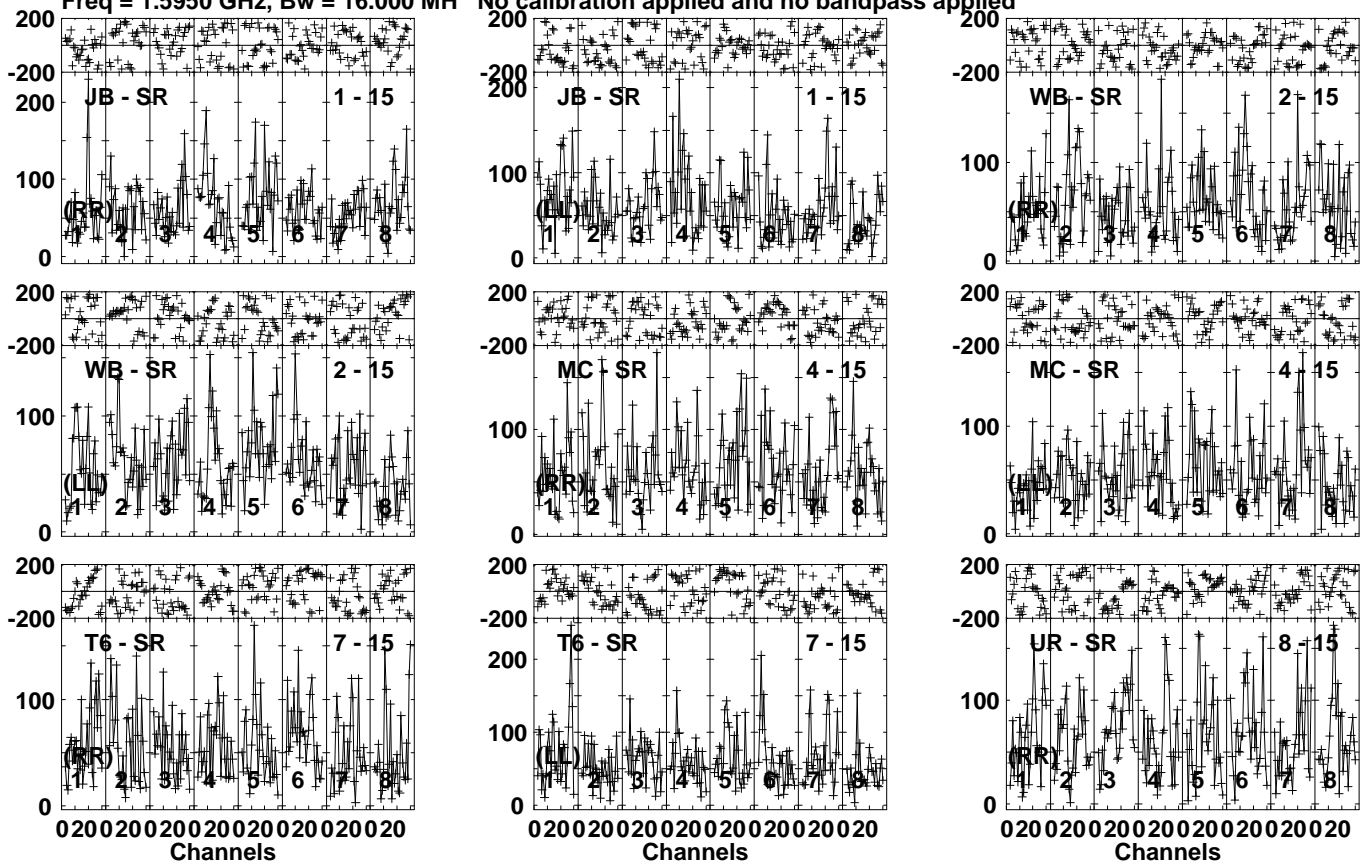 Freq = 1.5950 GHz, Bw = 16.000 MH No calibration applied and no bandpass applied
200
-200
200
100
0
JB - SR
1 - 15
(RR)
1 2 3 4 5 6 7 8
200
-200
200
100
0
JB - SR
1 - 15
(LL)
1 2 3 4 5 6 7 8
200
-200
100
0
WB - SR
2 - 15
(RR)
1 2 3 4 5 6 7 8
200
-200
100
0
WB - SR
2 - 15
(LL)
1 2 3 4 5 6 7 8
200
-200
100
0
MC - SR
4 - 15
(RR)
1 2 3 4 5 6 7 8
200
-200
100
0
MC - SR
4 - 15
(LL)
1 2 3 4 5 6 7 8
200
-200
100
0
T6 - SR
7 - 15
(RR)
1 2 3 4 5 6 7 8
0 20 0 20 0 20 0 20 0 20 0 20 0 20 0 20
Channels
200
-200
200
100
0
T6 - SR
7 - 15
(LL)
1 2 3 4 5 6 7 8
0 20 0 20 0 20 0 20 0 20 0 20 0 20 0 20
Channels
200
-200
100
0
UR - SR
8 - 15
(RR)
1 2 3 4 5 6 7 8
0 20 0 20 0 20 0 20 0 20 0 20 0 20 0 20
Channels